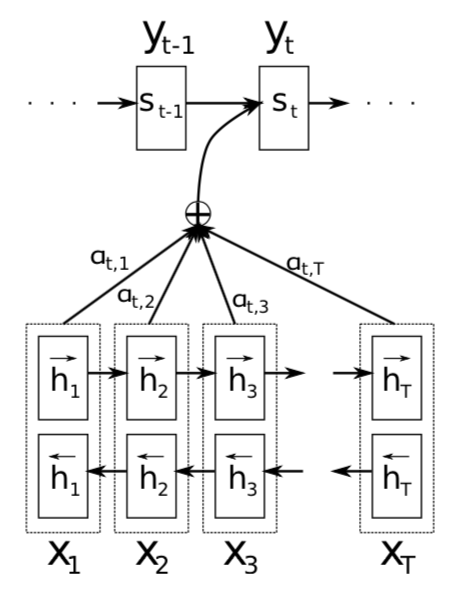 y_{t-1} y_t
. . . s_{t-1} s_t . . .
⊕
a_{t,1} a_{t,2} a_{t,3} a_{t,T}
\overrightarrow{h}_1 \overrightarrow{h}_2 \overrightarrow{h}_3 \overrightarrow{h}_T
\overleftarrow{h}_1 \overleftarrow{h}_2 \overleftarrow{h}_3 \overleftarrow{h}_T
x_1 x_2 x_3 x_T